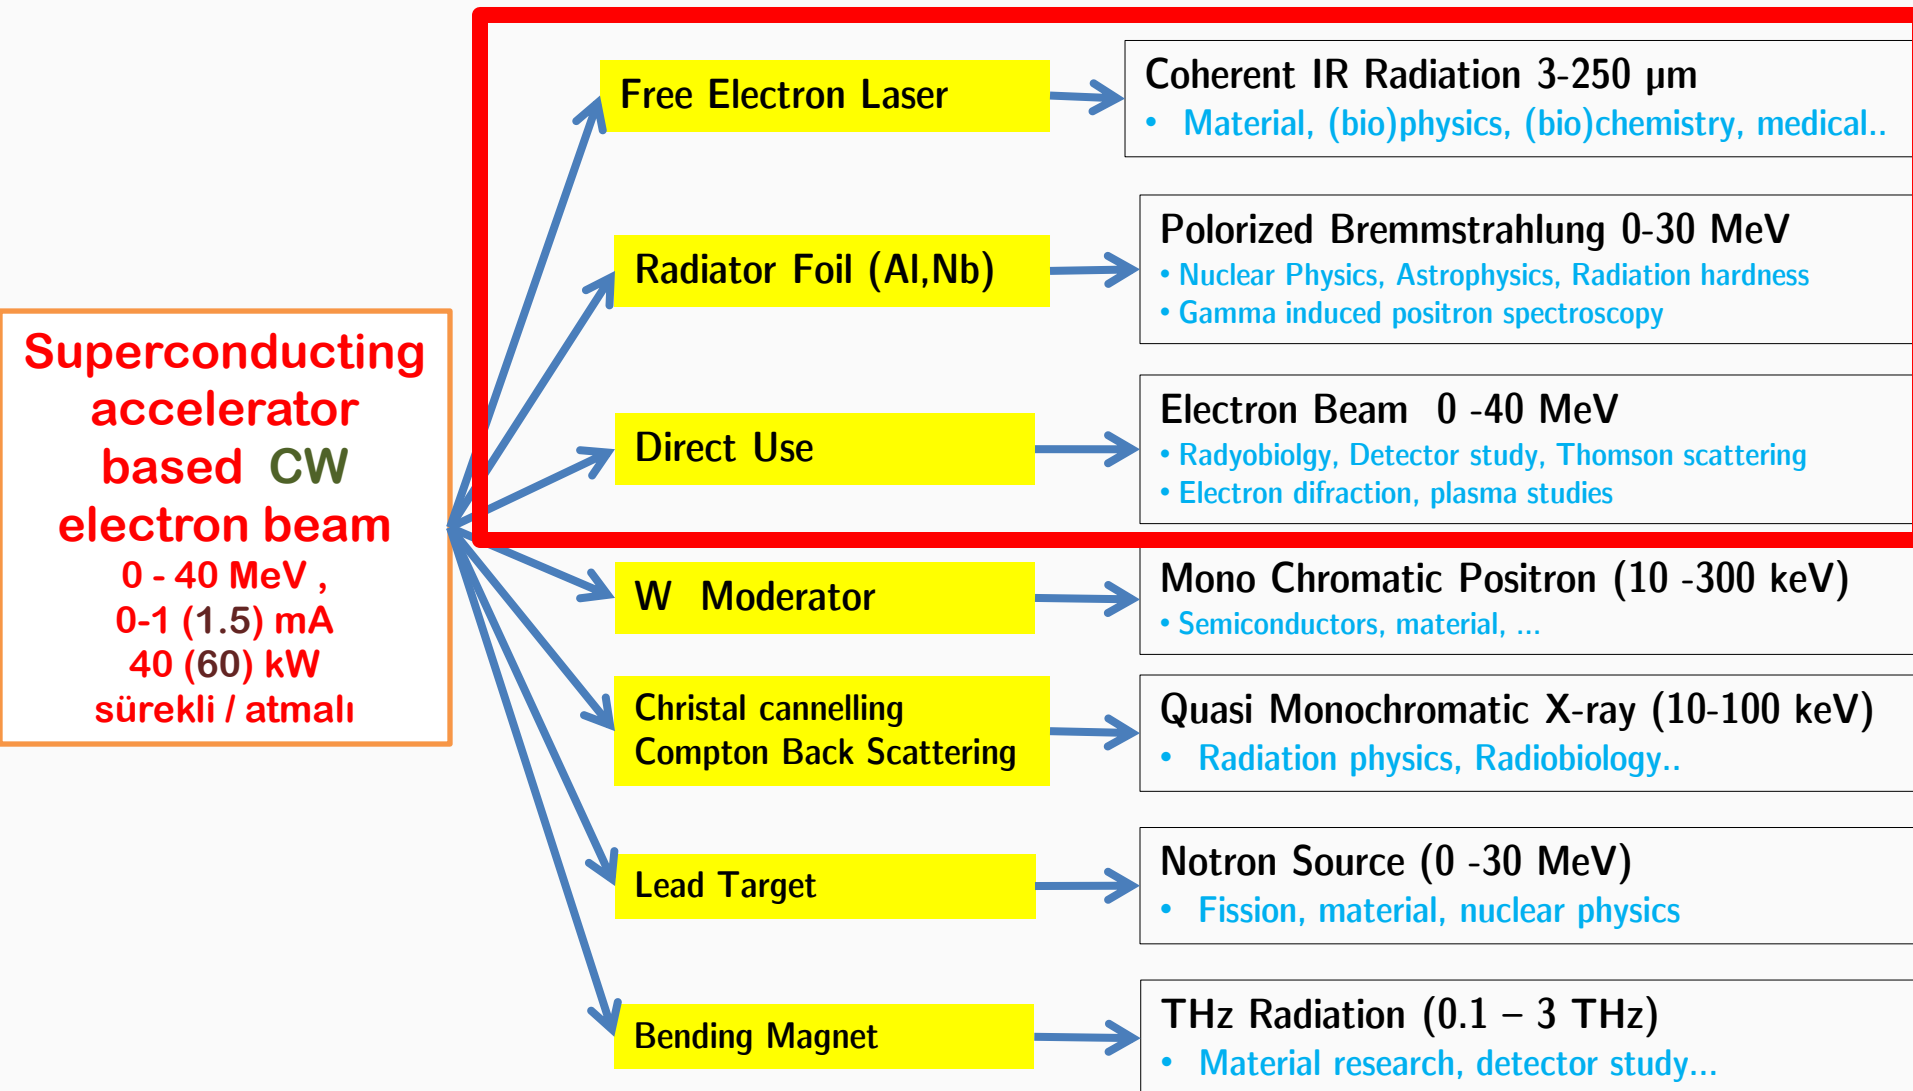 Superconducting
accelerator
based CW
electron beam
0 - 40 MeV ,
0-1 (1.5) mA
40 (60) kW
sürekli / atmalı
Free Electron Laser
Coherent IR Radiation 3-250 µm
• Material, (bio)physics, (bio)chemistry, medical..
Radiator Foil (Al,Nb)
Polorized Bremmstrahlung 0-30 MeV
• Nuclear Physics, Astrophysics, Radiation hardness
• Gamma induced positron spectroscopy
Direct Use
Electron Beam 0 -40 MeV
• Radyobiolgy, Detector study, Thomson scattering
• Electron difraction, plasma studies
W Moderator
Mono Chromatic Positron (10 -300 keV)
• Semiconductors, material, ...
Christal cannelling
Compton Back Scattering
Quasi Monochromatic X-ray (10-100 keV)
• Radiation physics, Radiobiology..
Lead Target
Notron Source (0 -30 MeV)
• Fission, material, nuclear physics
Bending Magnet
THz Radiation (0.1 – 3 THz)
• Material research, detector study...